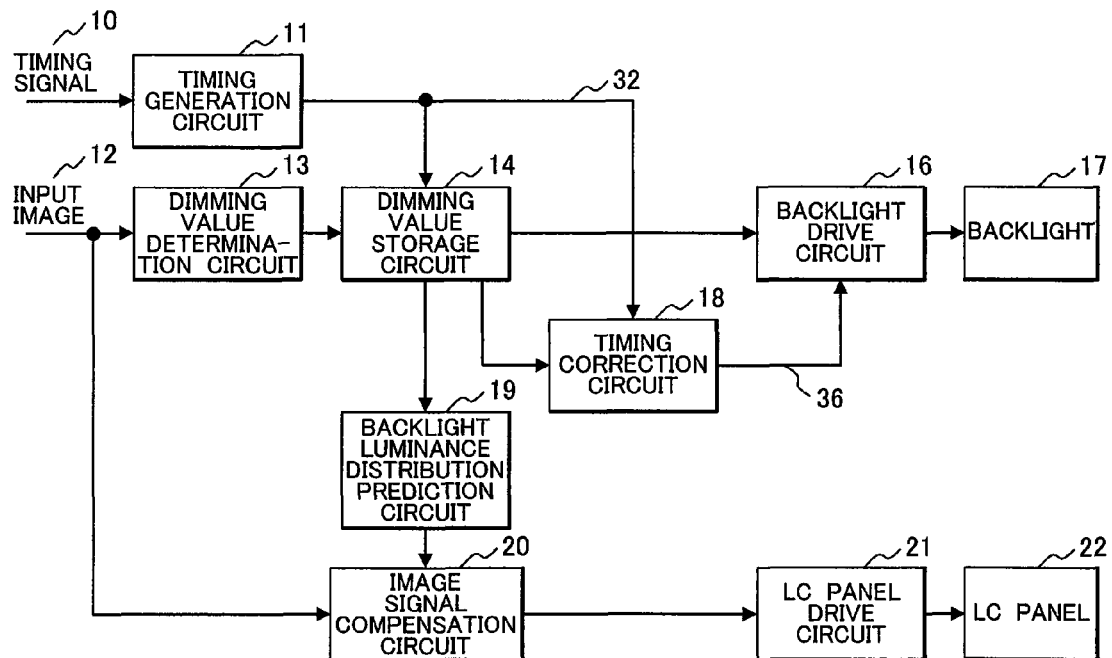 10
TIMING
SIGNAL
11
TIMING
GENERATION
CIRCUIT
32
12
INPUT
IMAGE
13
DIMMING
VALUE
DETERMINA-
TION CIRCUIT
14
DIMMING
VALUE
STORAGE
CIRCUIT
16
BACKLIGHT
DRIVE
CIRCUIT
17
BACKLIGHT
18
TIMING
CORRECTION
CIRCUIT
36
19
BACKLIGHT
LUMINANCE
DISTRIBUTION
PREDICTION
CIRCUIT
20
IMAGE
SIGNAL
COMPENSATION
CIRCUIT
21
LC PANEL
DRIVE
CIRCUIT
22
LC PANEL